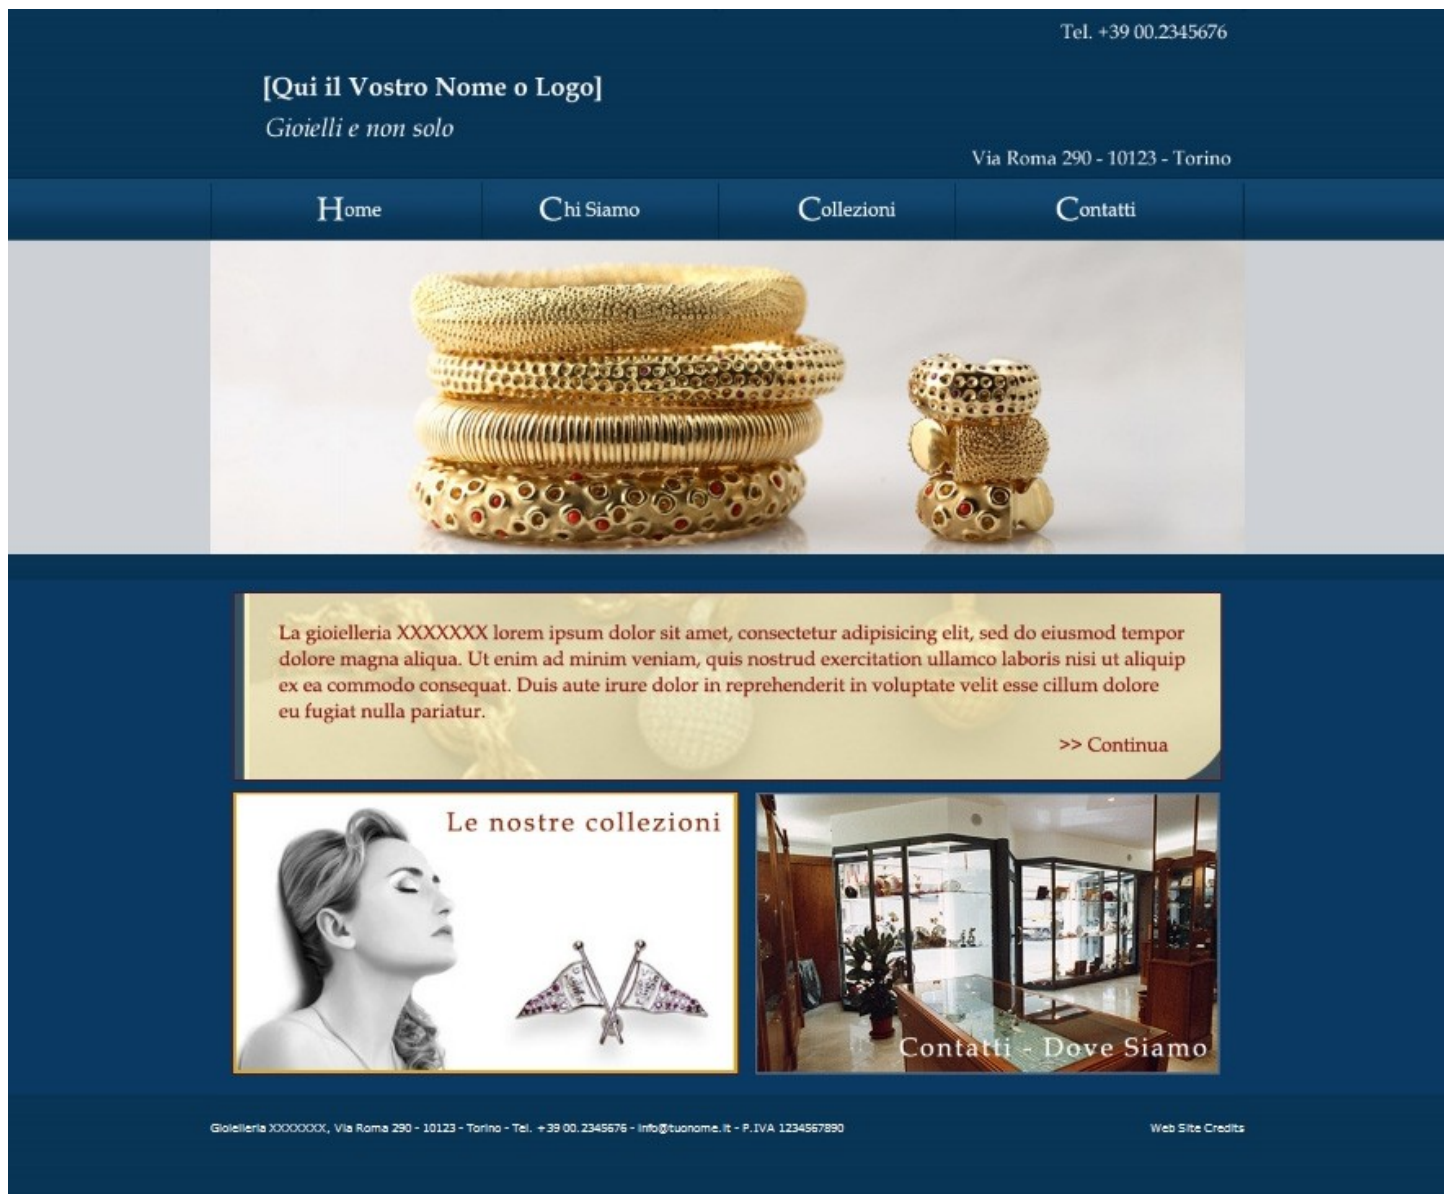 Tel. +39 00.2345676
[Qui il Vostro Nome o Logo]
Gioielli e non solo
Via Roma 290 - 10123 - Torino
Home Chi Siamo Collezioni Contatti
La gioielleria XXXXXXX lorem ipsum dolor sit amet, consectetur adipisicing elit, sed do eiusmod tempor
dolore magna aliqua. Ut enim ad minim veniam, quis nostrud exercitation ullamco laboris nisi ut aliquip
ex ea commodo consequat. Duis aute irure dolor in reprehenderit in voluptate velit esse cillum dolore
eu fugiat nulla pariatur.
>> Continua
Le nostre collezioni
Contatti - Dove Siamo
Gioielleria XXXXXXX, Via Roma 290 - 10123 - Torino - Tel. +39 00.2345676 - info@tuonome.it - P.IVA 1234567890
Web Site Credits